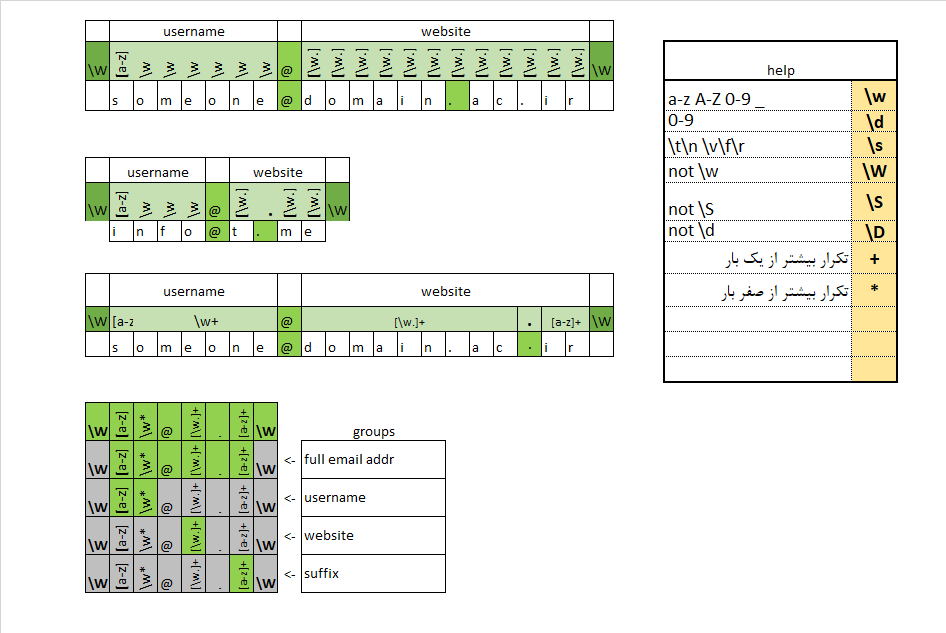 username website
\W [a-z] \w \w \w \w \w \w @ [\w.] [\w.] [\w.] [\w.] [\w.] [\w.] [\w.] [\w.] [\w.] [\w.] [\w.] [\w.] \W
s o m e o n e @ d o m a i n . a c . i r
username website
\W [a-z] \w \w \w @ [\w.] . [\w.] [\w.] \W
i n f o @ t . m e
username website
\W [a-z \w+ @ [\w.]+ . [a-z]+ \W
s o m e o n e @ d o m a i n . a c . i r
\W [a-z] \w* @ [\w.]+ . [a-z]+ \W
groups
\W [a-z] \w* @ [\w.]+ . [a-z]+ \W <- full email addr
\W [a-z] \w* @ [\w.]+ . [a-z]+ \W <- username
\W [a-z] \w* @ [\w.]+ . [a-z]+ \W <- website
\W [a-z] \w* @ [\w.]+ . [a-z]+ \W <- suffix
help
a-z A-Z 0-9 _ \w
0-9 \d
\t\n \v\f\r \s
not \w \W
not \S \S
not \d \D
تکرار بیشتر از یک بار +
تکرار بیشتر از صفر بار *